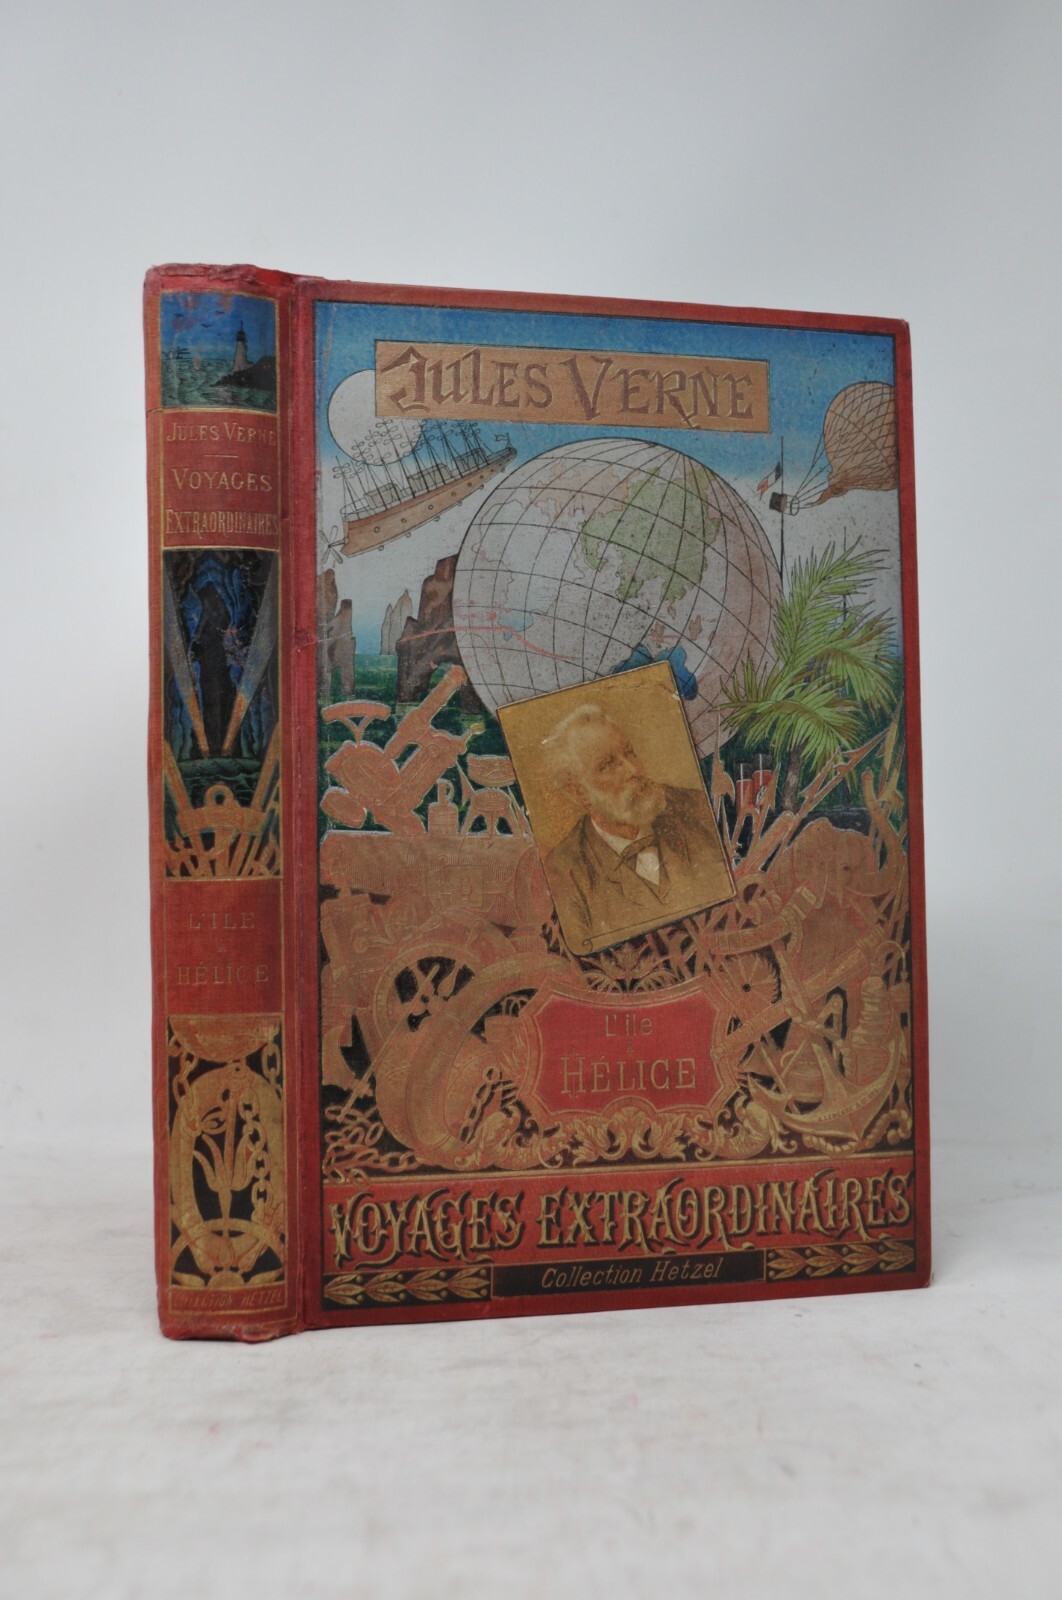 JULES VERNE
VOYAGES
EXTRAORDINAIRES
L'ILE
À
HÉLICE
COLLECTION HETZEL
JULES VERNE
L'ile
À
HÉLICE
VOYAGES EXTRAORDINAIRES
Collection Hetzel